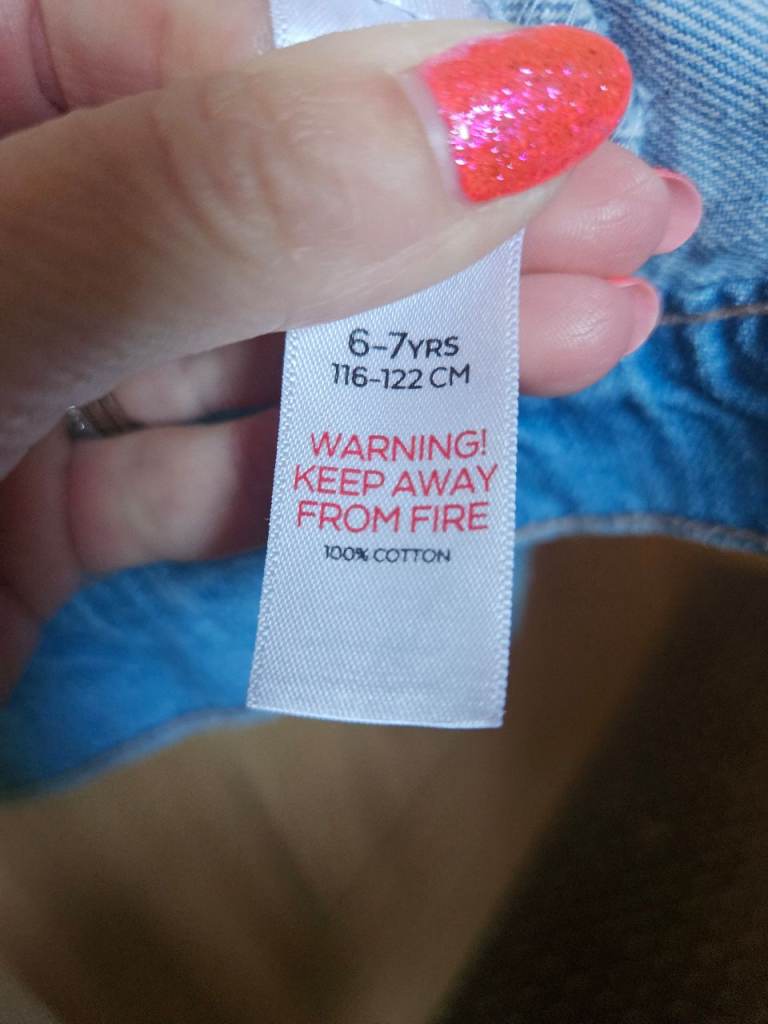 6-7YRS
116-122 CM
WARNING!
KEEP AWAY
FROM FIRE
100% COTTON